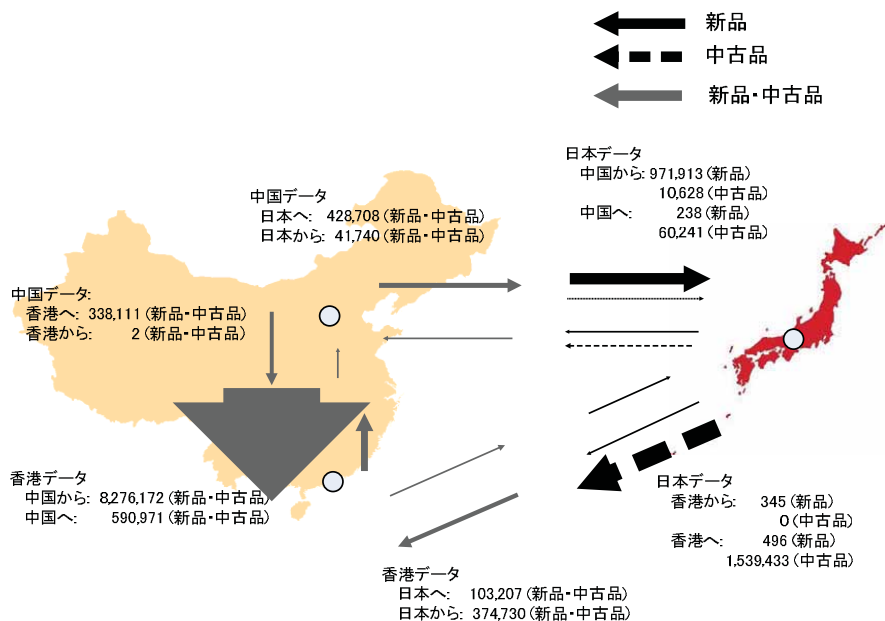 新品
中古品
新品・中古品
日本データ
中国から: 971,913 (新品)
10,628 (中古品)
中国へ: 238 (新品)
60,241 (中古品)
中国データ
日本へ: 428,708 (新品・中古品)
日本から: 41,740 (新品・中古品)
中国データ:
香港へ: 338,111 (新品・中古品)
香港から: 2 (新品・中古品)
香港データ
中国から: 8,276,172 (新品・中古品)
中国へ: 590,971 (新品・中古品)
日本データ
香港から: 345 (新品)
0 (中古品)
香港へ: 496 (新品)
1,539,433 (中古品)
香港データ
日本へ: 103,207 (新品・中古品)
日本から: 374,730 (新品・中古品)